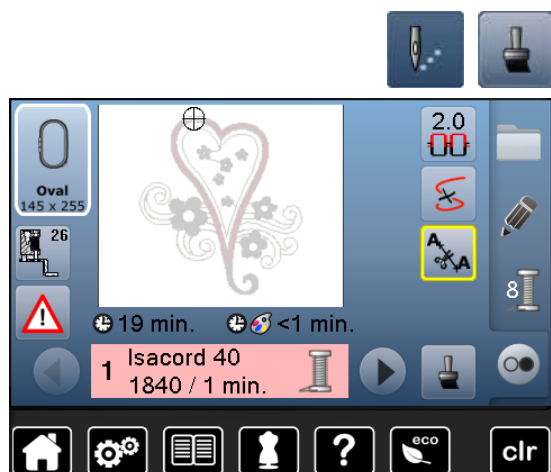 Oval
145 x 255
2.0
26
A A
8
19 min.
<1 min.
1
Isacord 40
1840 / 1 min.
?
eco
clr